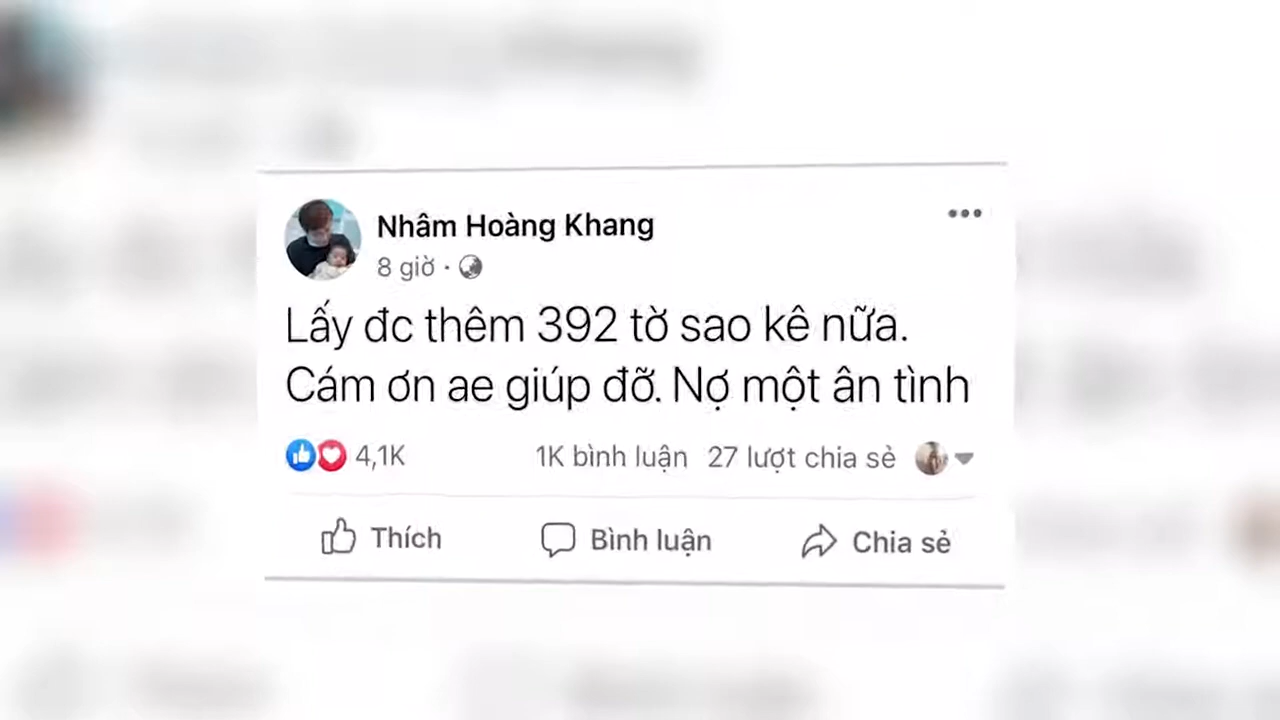 Nhâm Hoàng Khang
8 giờ ·
Lấy đc thêm 392 tờ sao kê nữa.
Cám ơn ae giúp đỡ. Nợ một ân tình
4,1K 1K bình luận 27 lượt chia sẻ
Thích Bình luận Chia sẻ